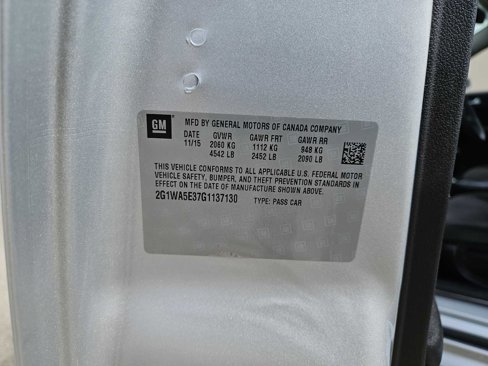 GM
MFD BY GENERAL MOTORS OF CANADA COMPANY
DATE GVWR GAWR FRT GAWR RR
11/15 2060 KG 1112 KG 948 KG
4542 LB 2452 LB 2090 LB
THIS VEHICLE CONFORMS TO ALL APPLICABLE U.S. FEDERAL MOTOR
VEHICLE SAFETY, BUMPER, AND THEFT PREVENTION STANDARDS IN
EFFECT ON THE DATE OF MANUFACTURE SHOWN ABOVE.
2G1WA5E37G1137130 TYPE: PASS CAR